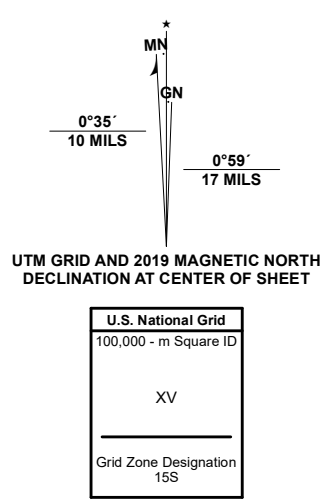 ★
MN
GN
0°35´
10 MILS
0°59´
17 MILS
UTM GRID AND 2019 MAGNETIC NORTH
DECLINATION AT CENTER OF SHEET
U.S. National Grid
100,000 - m Square ID
XV
Grid Zone Designation
15S